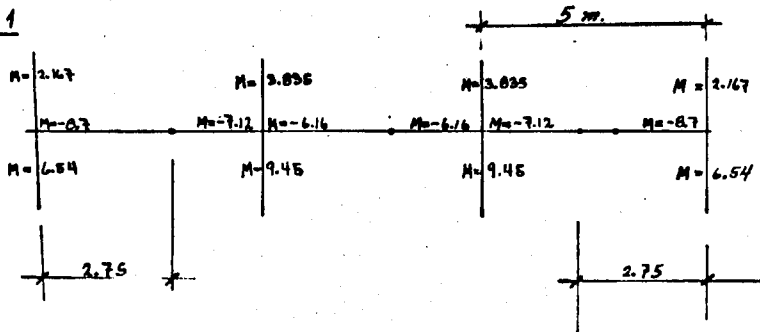 1
5 m.
M= 2.167 M= 3.835 M= 3.835 M= 2.167
M=-8.7 M=-7.12 M=-6.16 M=-6.16 M=-7.12 M=-8.7
M= 6.54 M= 9.45 M= 9.45 M= 6.54
2.75 2.75